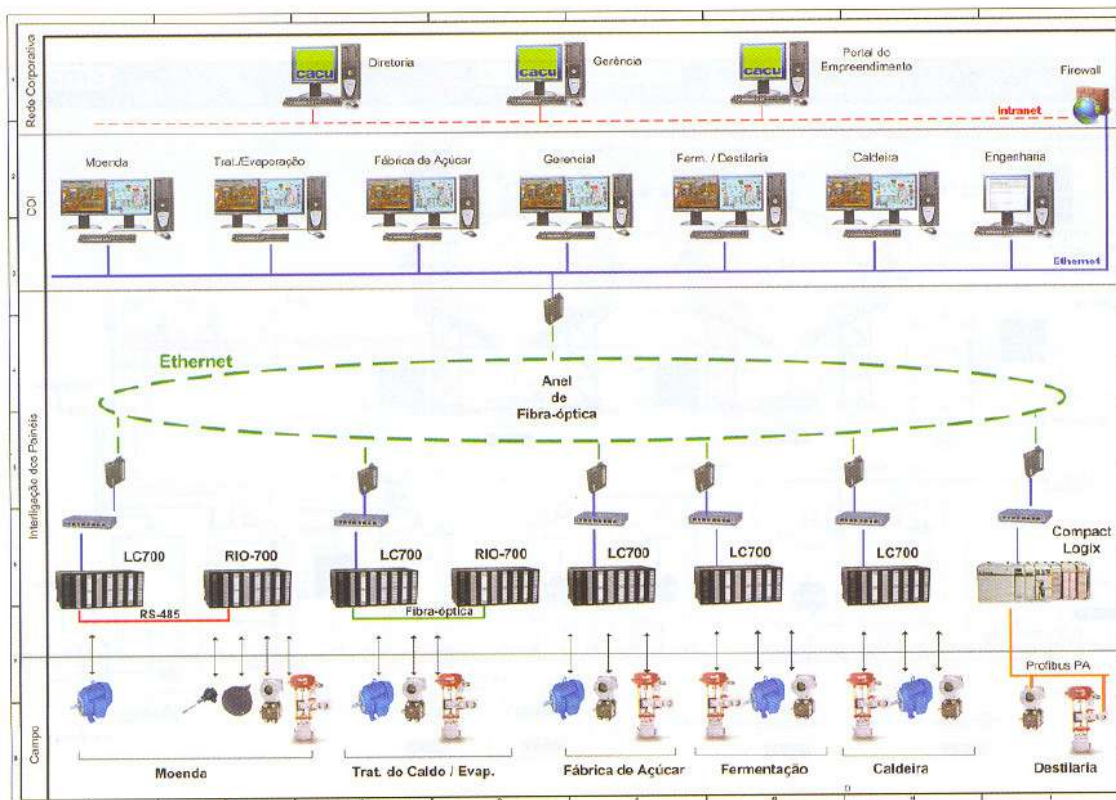 Rede Corporativa
cacu
Diretoria
cacu
Gerência
cacu
Portal do
Empreendimento
Firewall
Intranet
COI
Moenda
Trat./Evaporação
Fábrica de Açúcar
Gerencial
Ferm. / Destilaria
Caldeira
Engenharia
Ethernet
Interligação dos Painéis
Ethernet
Anel
de
Fibra-óptica
LC700
RIO-700
LC700
RIO-700
LC700
LC700
LC700
Compact
Logix
RS-485
Fibra-óptica
Campo
Profibus PA
Moenda
Trat. do Caldo / Evap.
Fábrica de Açúcar
Fermentação
Caldeira
Destilaria